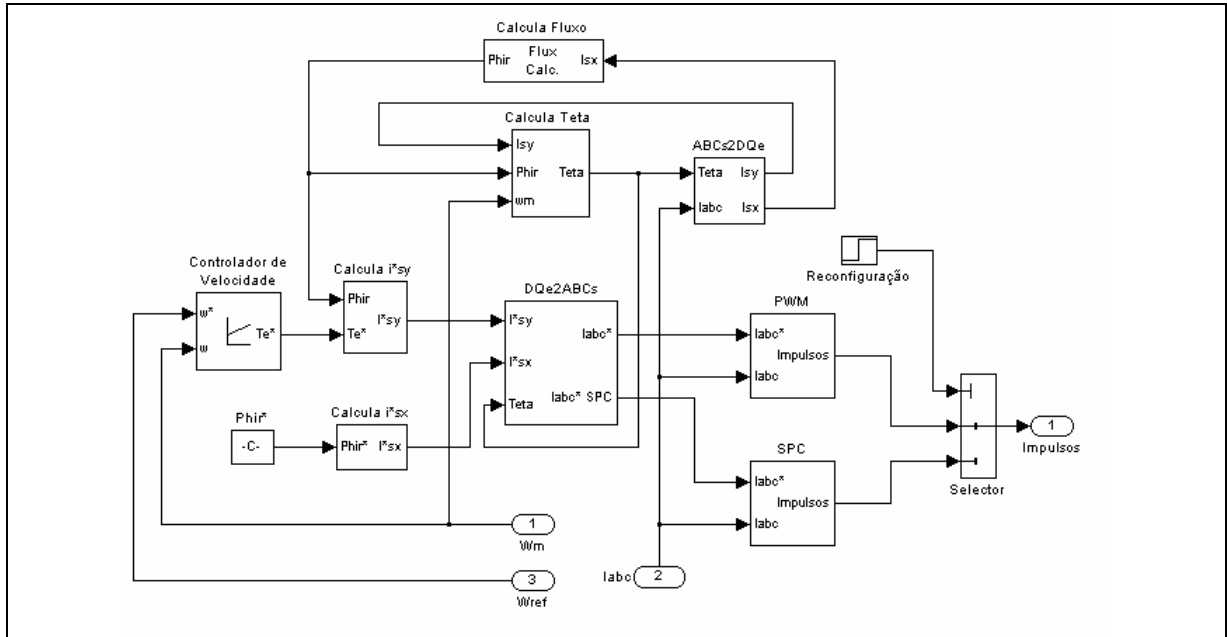 Calcula Fluxo
Phir
Flux
Calc.
Isx
Calcula Teta
Isy
Phir
wm
Teta
ABCs2DQe
Teta
Iabc
Isy
Isx
Reconfiguração
Controlador de
Velocidade
w*
w
Te*
Calcula i*sy
Phir
Te*
I*sy
DQe2ABCs
I*sy
I*sx
Teta
Iabc*
Iabc* SPC
PWM
Iabc*
Iabc
Impulsos
Phir*
-C-
Calcula i*sx
Phir*
I*sx
SPC
Iabc*
Iabc
Impulsos
Selector
1
Impulsos
1
Wm
3
Wref
Iabc
2